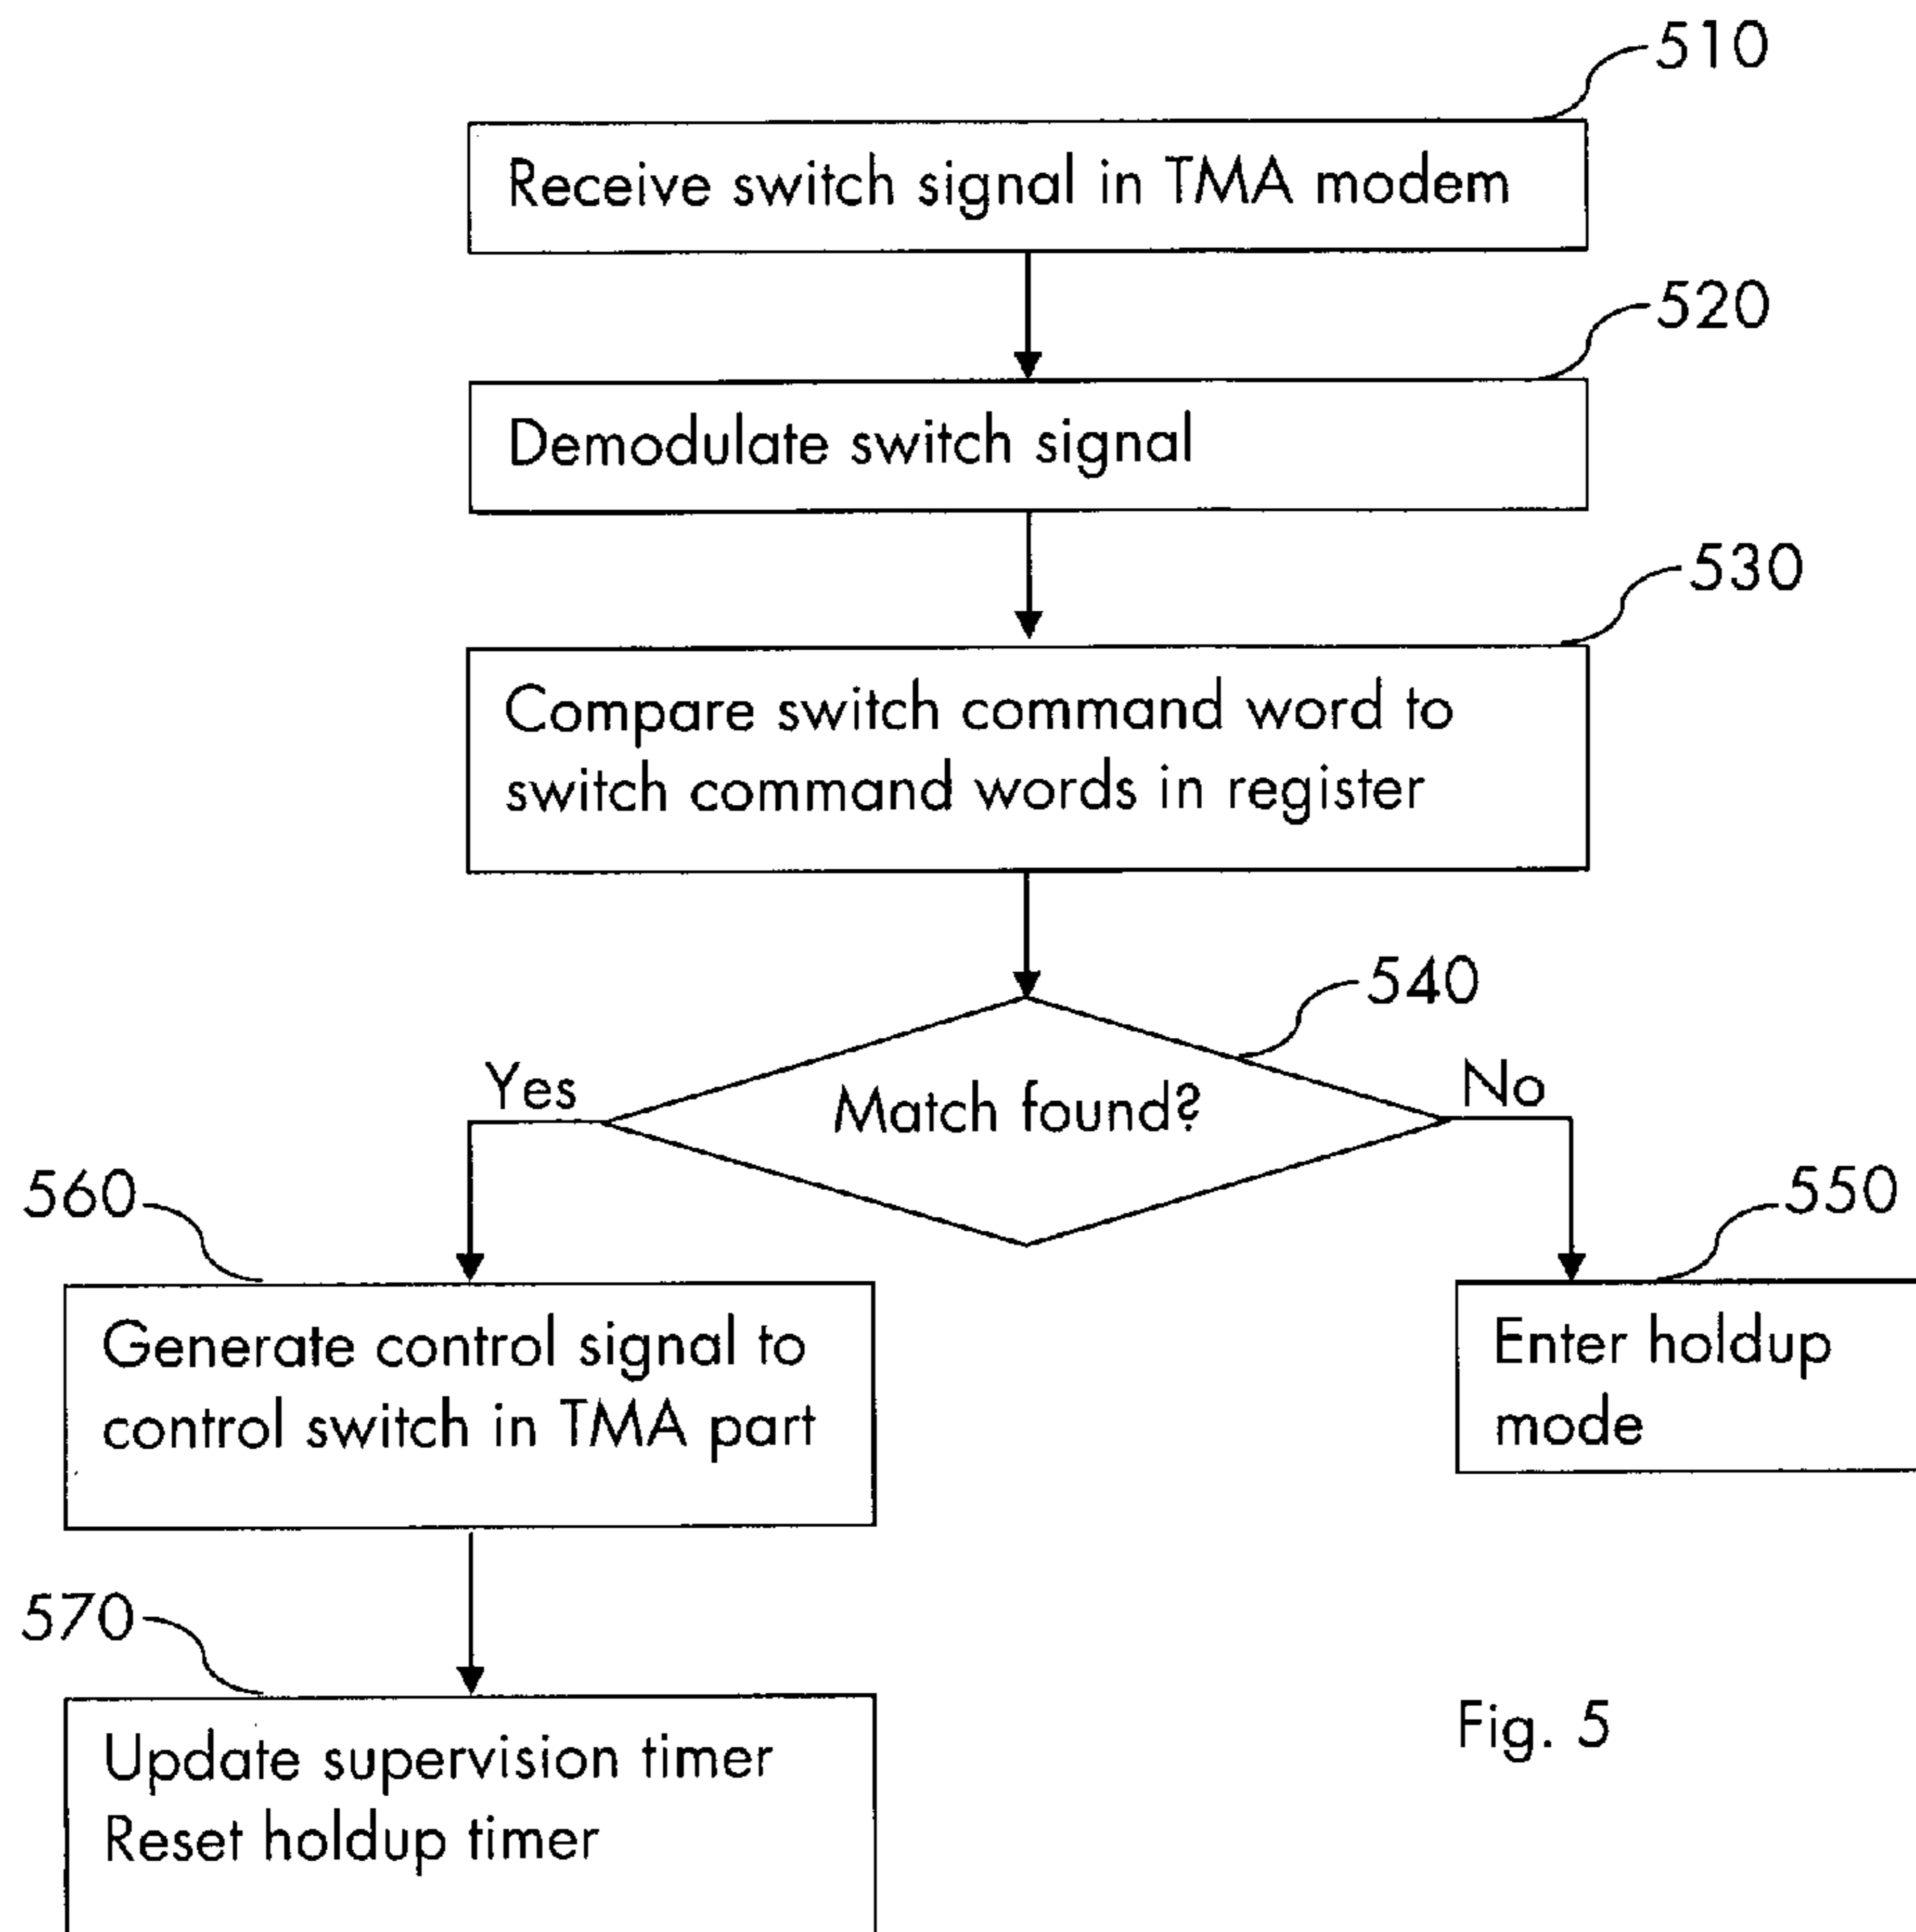 510
Receive switch signal in TMA modem
520
Demodulate switch signal
530
Compare switch command word to
switch command words in register
540
Yes
Match found?
No
560
550
Generate control signal to
control switch in TMA part
Enter holdup
mode
570
Update supervision timer
Reset holdup timer
Fig. 5